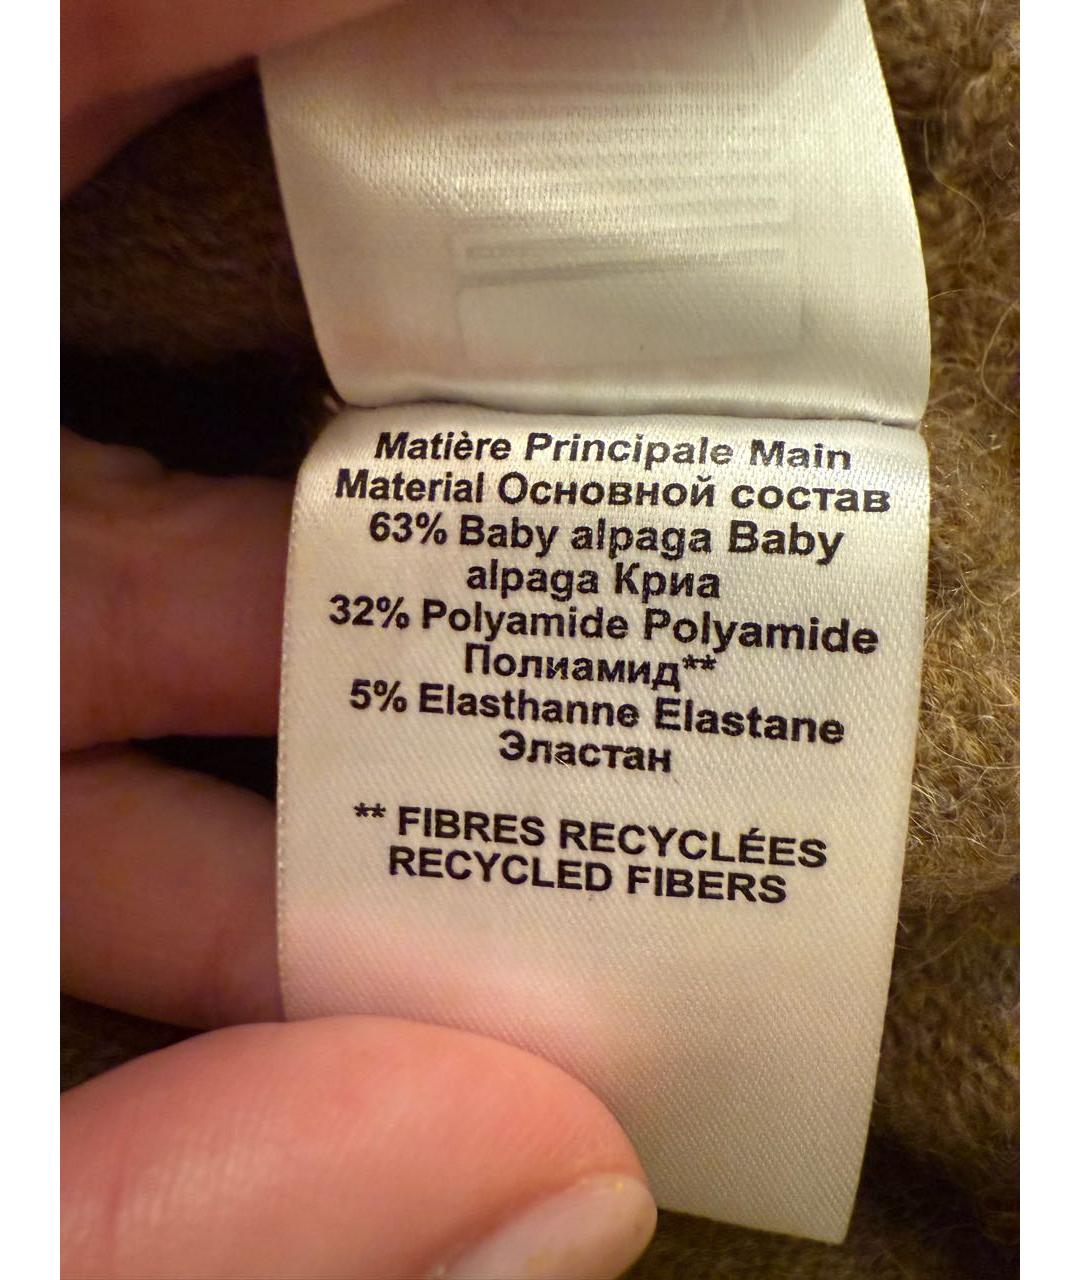 Matière Principale Main
Material Основной состав
63% Baby alpaga Baby
alpaga Криа
32% Polyamide Polyamide
Полиамид**
5% Elasthanne Elastane
Эластан
** FIBRES RECYCLÉES
RECYCLED FIBERS